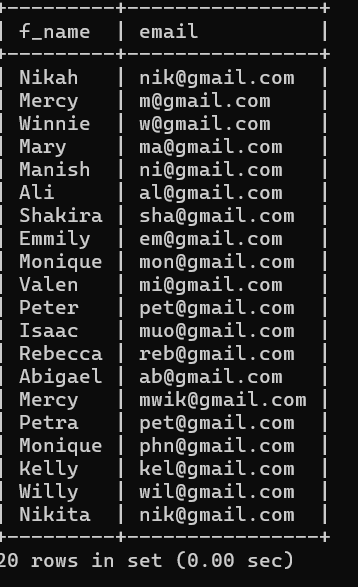 +---------+----------------+
| f_name | email |
+---------+----------------+
| Nikah | nik@gmail.com |
| Mercy | m@gmail.com |
| Winnie | w@gmail.com |
| Mary | ma@gmail.com |
| Manish | ni@gmail.com |
| Ali | al@gmail.com |
| Shakira | sha@gmail.com |
| Emmily | em@gmail.com |
| Monique | mon@gmail.com |
| Valen | mi@gmail.com |
| Peter | pet@gmail.com |
| Isaac | muo@gmail.com |
| Rebecca | reb@gmail.com |
| Abigael | ab@gmail.com |
| Mercy | mwik@gmail.com |
| Petra | pet@gmail.com |
| Monique | phn@gmail.com |
| Kelly | kel@gmail.com |
| Willy | wil@gmail.com |
| Nikita | nik@gmail.com |
+---------+----------------+
20 rows in set (0.00 sec)